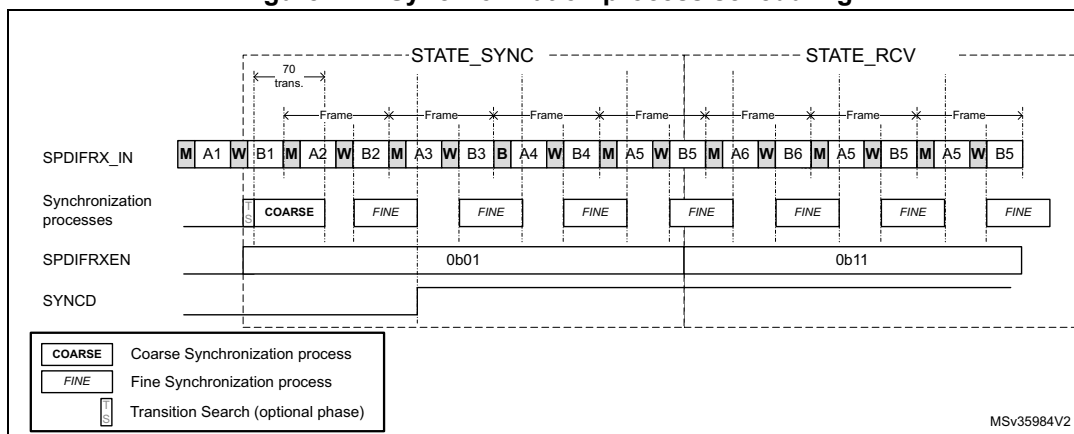 STATE_SYNC STATE_RCV
70
trans.
Frame Frame Frame Frame Frame Frame Frame
SPDIFRX_IN M A1 W B1 M A2 W B2 M A3 W B3 B A4 W B4 M A5 W B5 M A6 W B6 M A5 W B5 M A5 W B5
Synchronization
processes
TS COARSE FINE FINE FINE FINE FINE FINE FINE
SPDIFRXEN 0b01 0b11
SYNCD
COARSE Coarse Synchronization process
FINE Fine Synchronization process
TS Transition Search (optional phase)
MSv35984V2